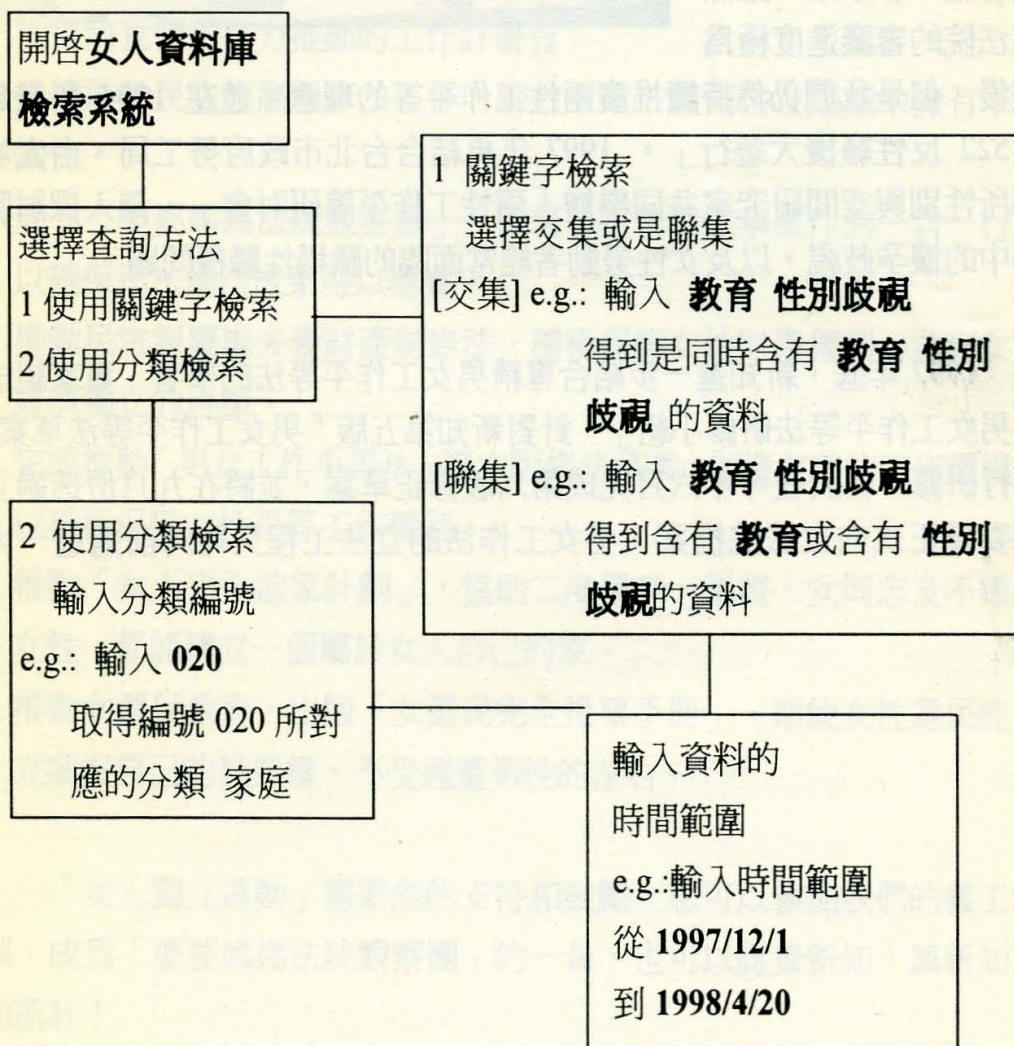 開啓女人資料庫
檢索系統
選擇查詢方法
1 使用關鍵字檢索
2 使用分類檢索
1 關鍵字檢索
選擇交集或是聯集
[交集] e.g.: 輸入 教育 性別歧視
得到是同時含有 教育 性別
歧視 的資料
[聯集] e.g.: 輸入 教育 性別歧視
得到含有 教育或含有 性別
歧視的資料
2 使用分類檢索
輸入分類編號
e.g.: 輸入 020
取得編號 020 所對
應的分類 家庭
輸入資料的
時間範圍
e.g.:輸入時間範圍
從 1997/12/1
到 1998/4/20